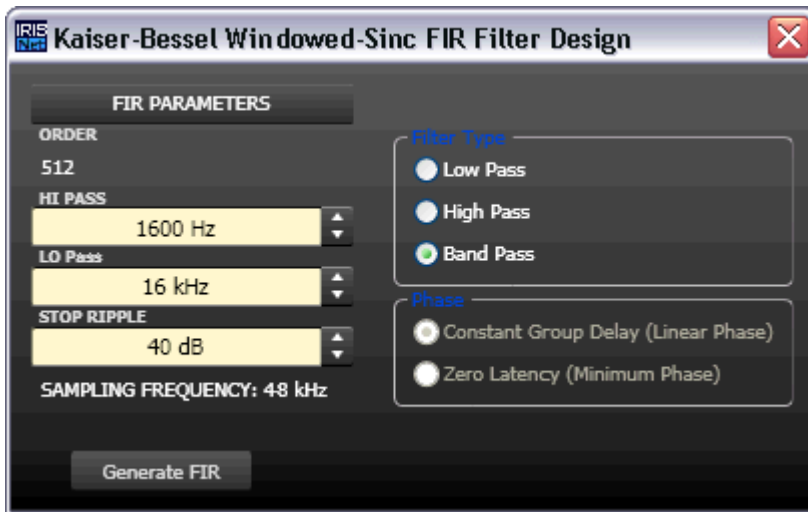 IRIS
Net
Kaiser-Bessel Windowed-Sinc FIR Filter Design
FIR PARAMETERS
ORDER
512
HI PASS
1600 Hz
LO Pass
16 kHz
STOP RIPPLE
40 dB
SAMPLING FREQUENCY: 48 kHz
Generate FIR
Filter Type
Low Pass
High Pass
Band Pass
Phase
Constant Group Delay (Linear Phase)
Zero Latency (Minimum Phase)